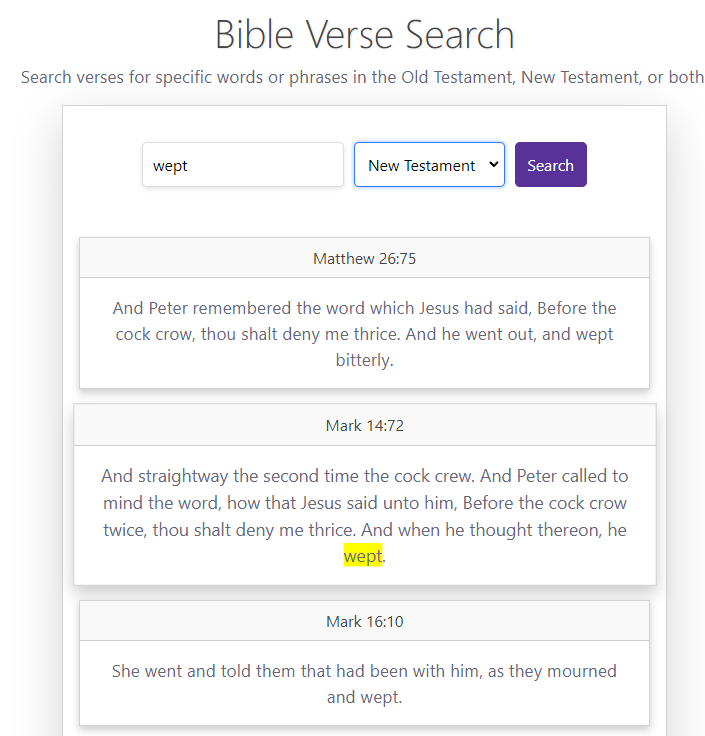 Bible Verse Search
Search verses for specific words or phrases in the Old Testament, New Testament, or both
wept
New Testament
Search
Matthew 26:75
And Peter remembered the word which Jesus had said, Before the
cock crow, thou shalt deny me thrice. And he went out, and wept
bitterly.
Mark 14:72
And straightway the second time the cock crew. And Peter called to
mind the word, how that Jesus said unto him, Before the cock crow
twice, thou shalt deny me thrice. And when he thought thereon, he
wept.
Mark 16:10
She went and told them that had been with him, as they mourned
and wept.